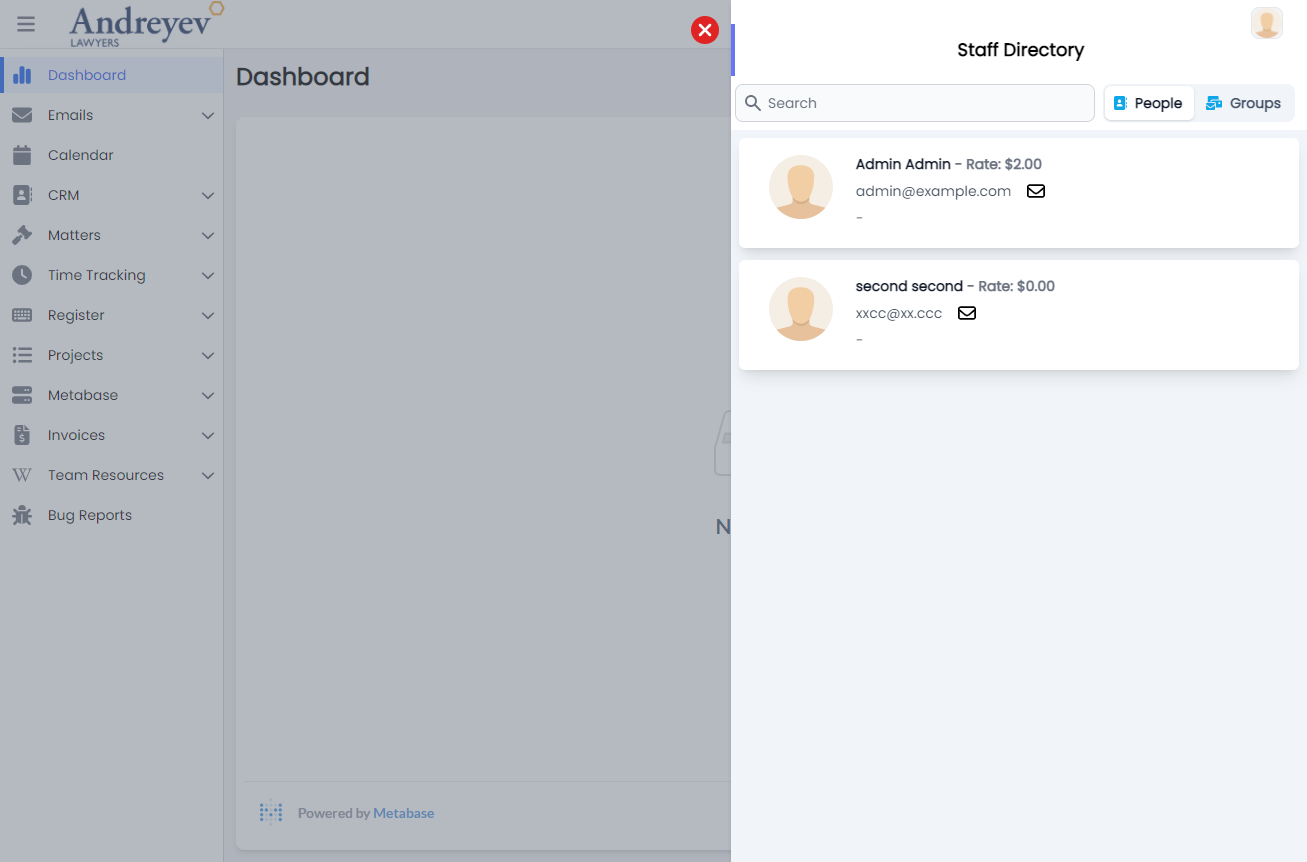 Andreyev
LAWYERS
Dashboard
Emails
Calendar
CRM
Matters
Time Tracking
Register
Projects
Metabase
Invoices
Team Resources
Bug Reports
Dashboard
N
Powered by Metabase
Staff Directory
Search
People
Groups
Admin Admin - Rate: $2.00
admin@example.com
-
second second - Rate: $0.00
xxcc@xx.ccc
-